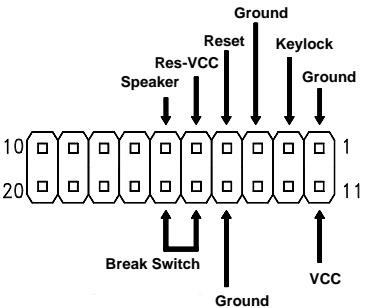 Ground
Reset
Keylock
Res-VCC
Ground
Speaker
10
1
20
11
Break Switch
VCC
Ground